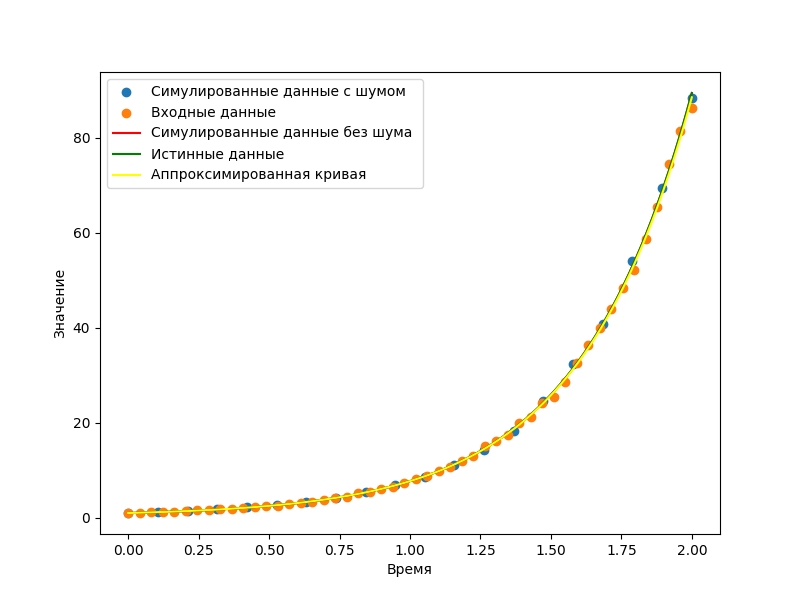 Симулированные данные с шумом
Входные данные
Симулированные данные без шума
Истинные данные
Аппроксимированная кривая
80
60
40
20
0
Значение
0.00 0.25 0.50 0.75 1.00 1.25 1.50 1.75 2.00
Время